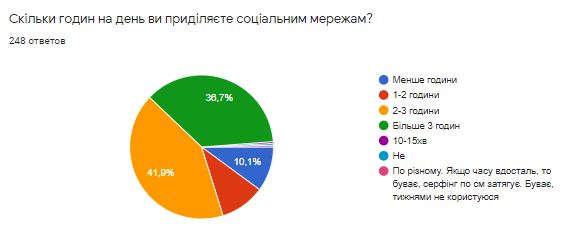 Скільки годин на день ви приділяєте соціальним мережам?
248 ответов
36,7%
10,1%
41,9%
Менше години
1-2 години
2-3 години
Більше 3 годин
10-15хв
Не
По різному. Якщо часу вдосталь, то
буває, серфінг по см затягує. Буває,
тижнями не користуюся